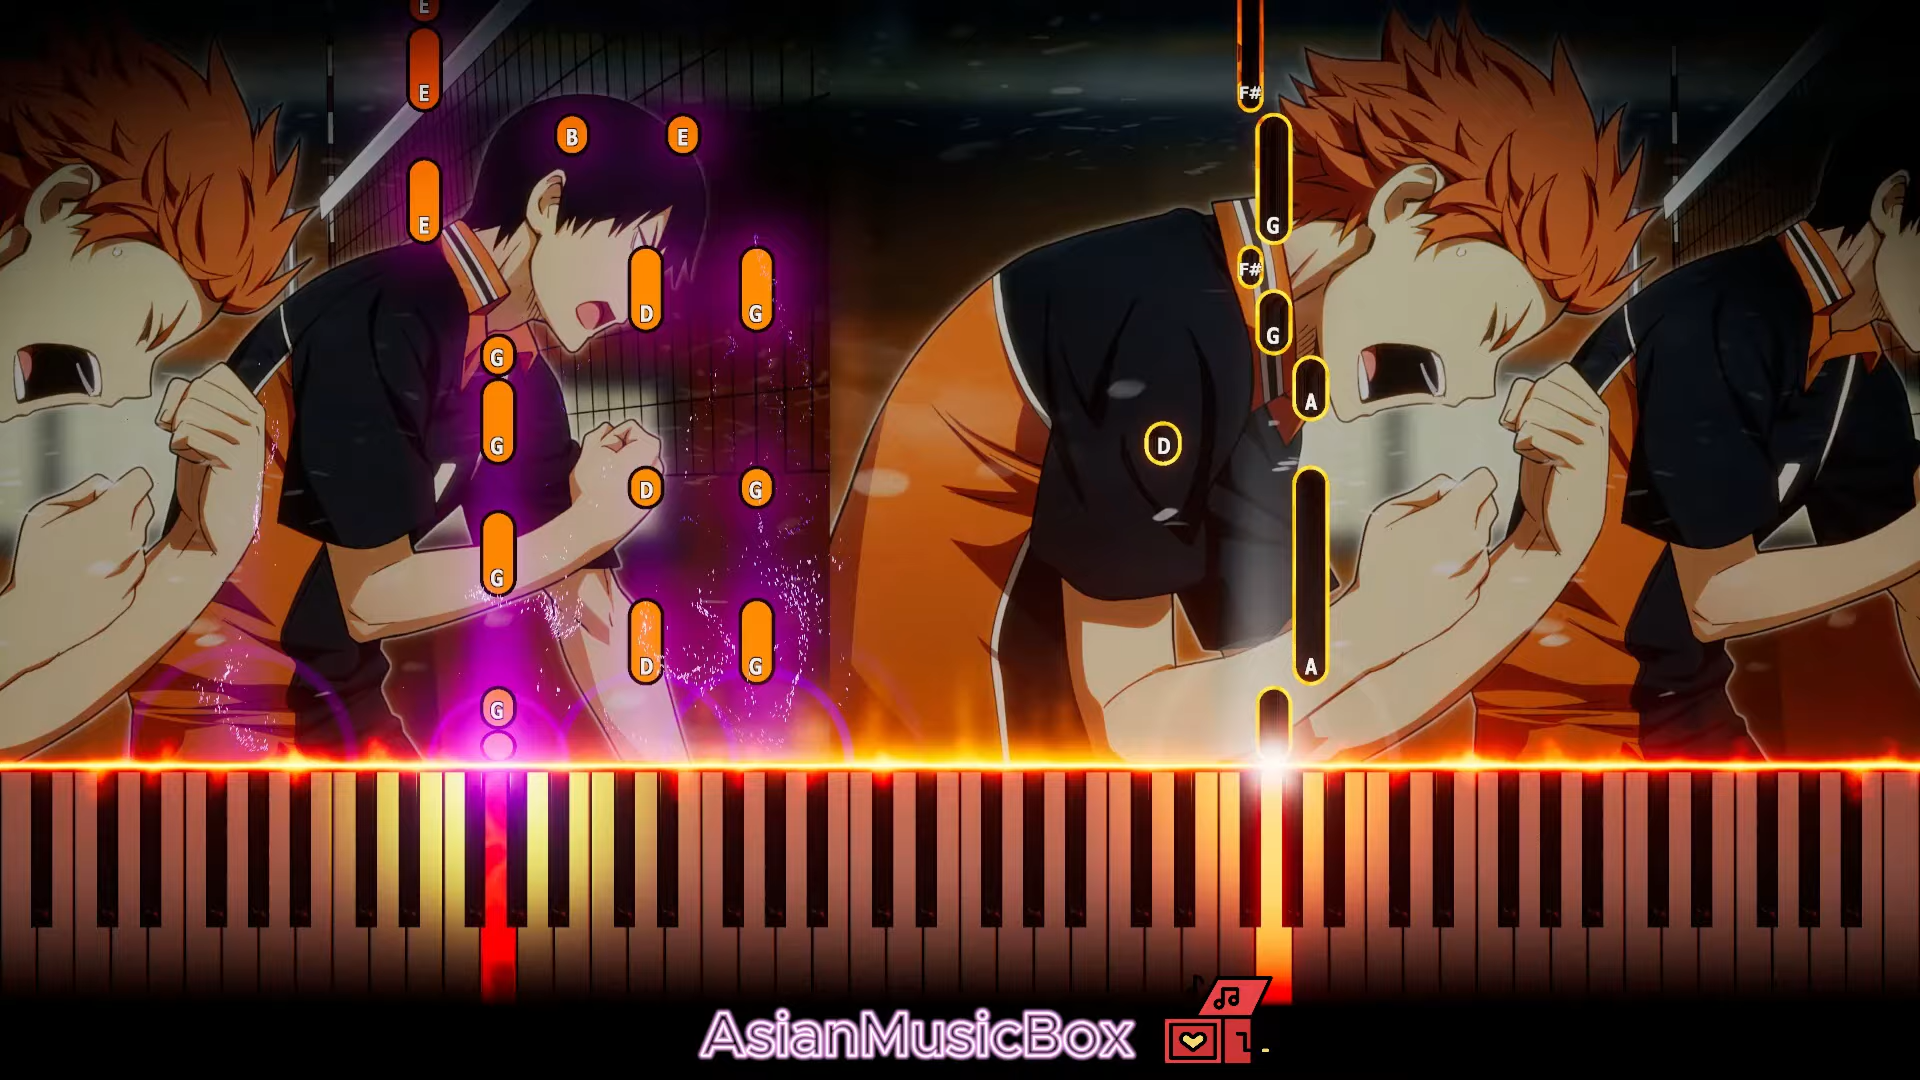 E
E F#
B E
E G
F#
D G
G G
A
G D
D G
G
D G A
G
AsianMusicBox